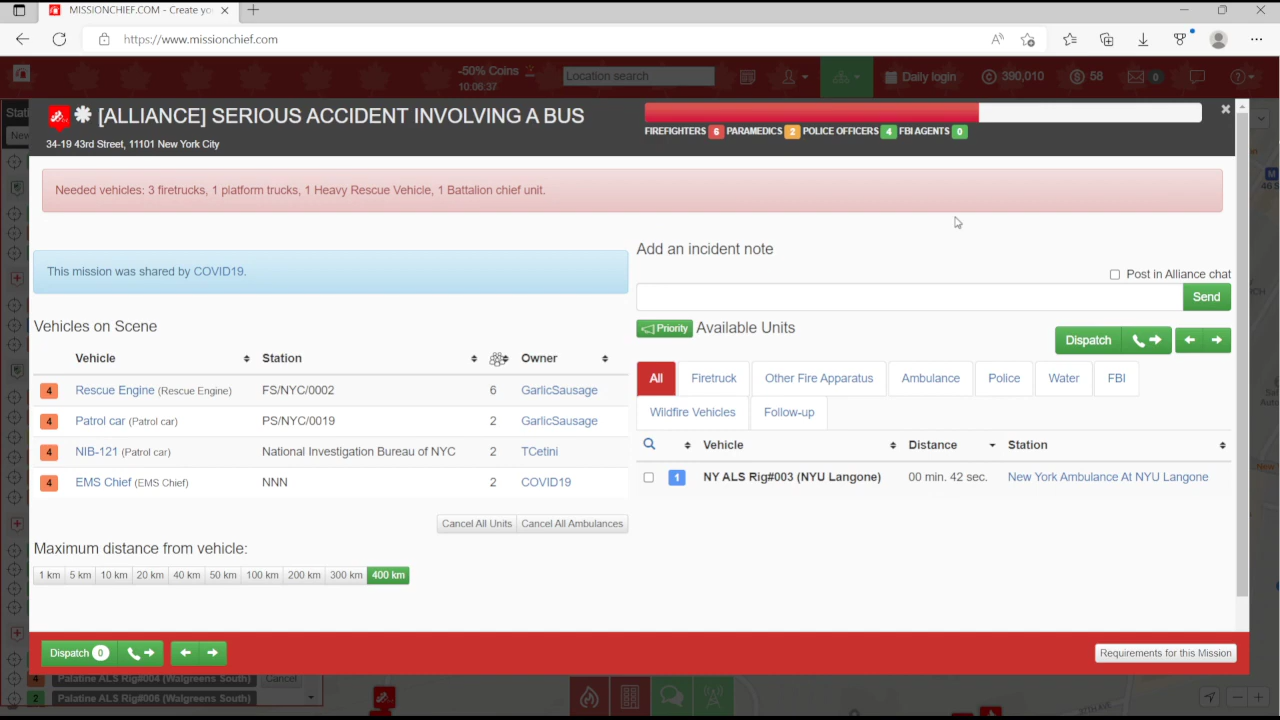 MISSIONCHIEF.COM - Create yo
https://www.missionchief.com
-50% Coins
10:06:37
Location search
Daily login
390,010
58
0
[ALLIANCE] SERIOUS ACCIDENT INVOLVING A BUS
34-19 43rd Street, 11101 New York City
FIREFIGHTERS 6 PARAMEDICS 2 POLICE OFFICERS 4 FBI AGENTS 0
Needed vehicles: 3 firetrucks, 1 platform trucks, 1 Heavy Rescue Vehicle, 1 Battalion chief unit.
This mission was shared by COVID19.
Vehicles on Scene
Vehicle Station Owner
4 Rescue Engine (Rescue Engine) FS/NYC/0002 6 GarlicSausage
4 Patrol car (Patrol car) PS/NYC/0019 2 GarlicSausage
4 NIB-121 (Patrol car) National Investigation Bureau of NYC 2 TCetini
4 EMS Chief (EMS Chief) NNN 2 COVID19
Cancel All Units Cancel All Ambulances
Maximum distance from vehicle:
1 km 5 km 10 km 20 km 40 km 50 km 100 km 200 km 300 km 400 km
Add an incident note
Post in Alliance chat
Send
Priority Available Units
Dispatch
All Firetruck Other Fire Apparatus Ambulance Police Water FBI
Wildfire Vehicles Follow-up
Vehicle Distance Station
1 NY ALS Rig#003 (NYU Langone) 00 min. 42 sec. New York Ambulance At NYU Langone
Dispatch 0
Requirements for this Mission
4 Palatine ALS Rig#004 (Walgreens South) Cancel
2 Palatine ALS Rig#006 (Walgreens South)